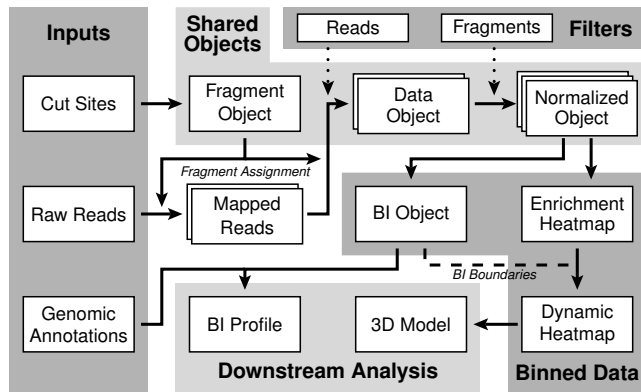 Inputs
Shared
Objects
Reads
Fragments
Filters
Cut Sites
Fragment
Object
Data
Object
Normalized
Object
Fragment Assignment
Raw Reads
Mapped
Reads
BI Object
Enrichment
Heatmap
BI Boundaries
Genomic
Annotations
BI Profile
3D Model
Dynamic
Heatmap
Downstream Analysis
Binned Data